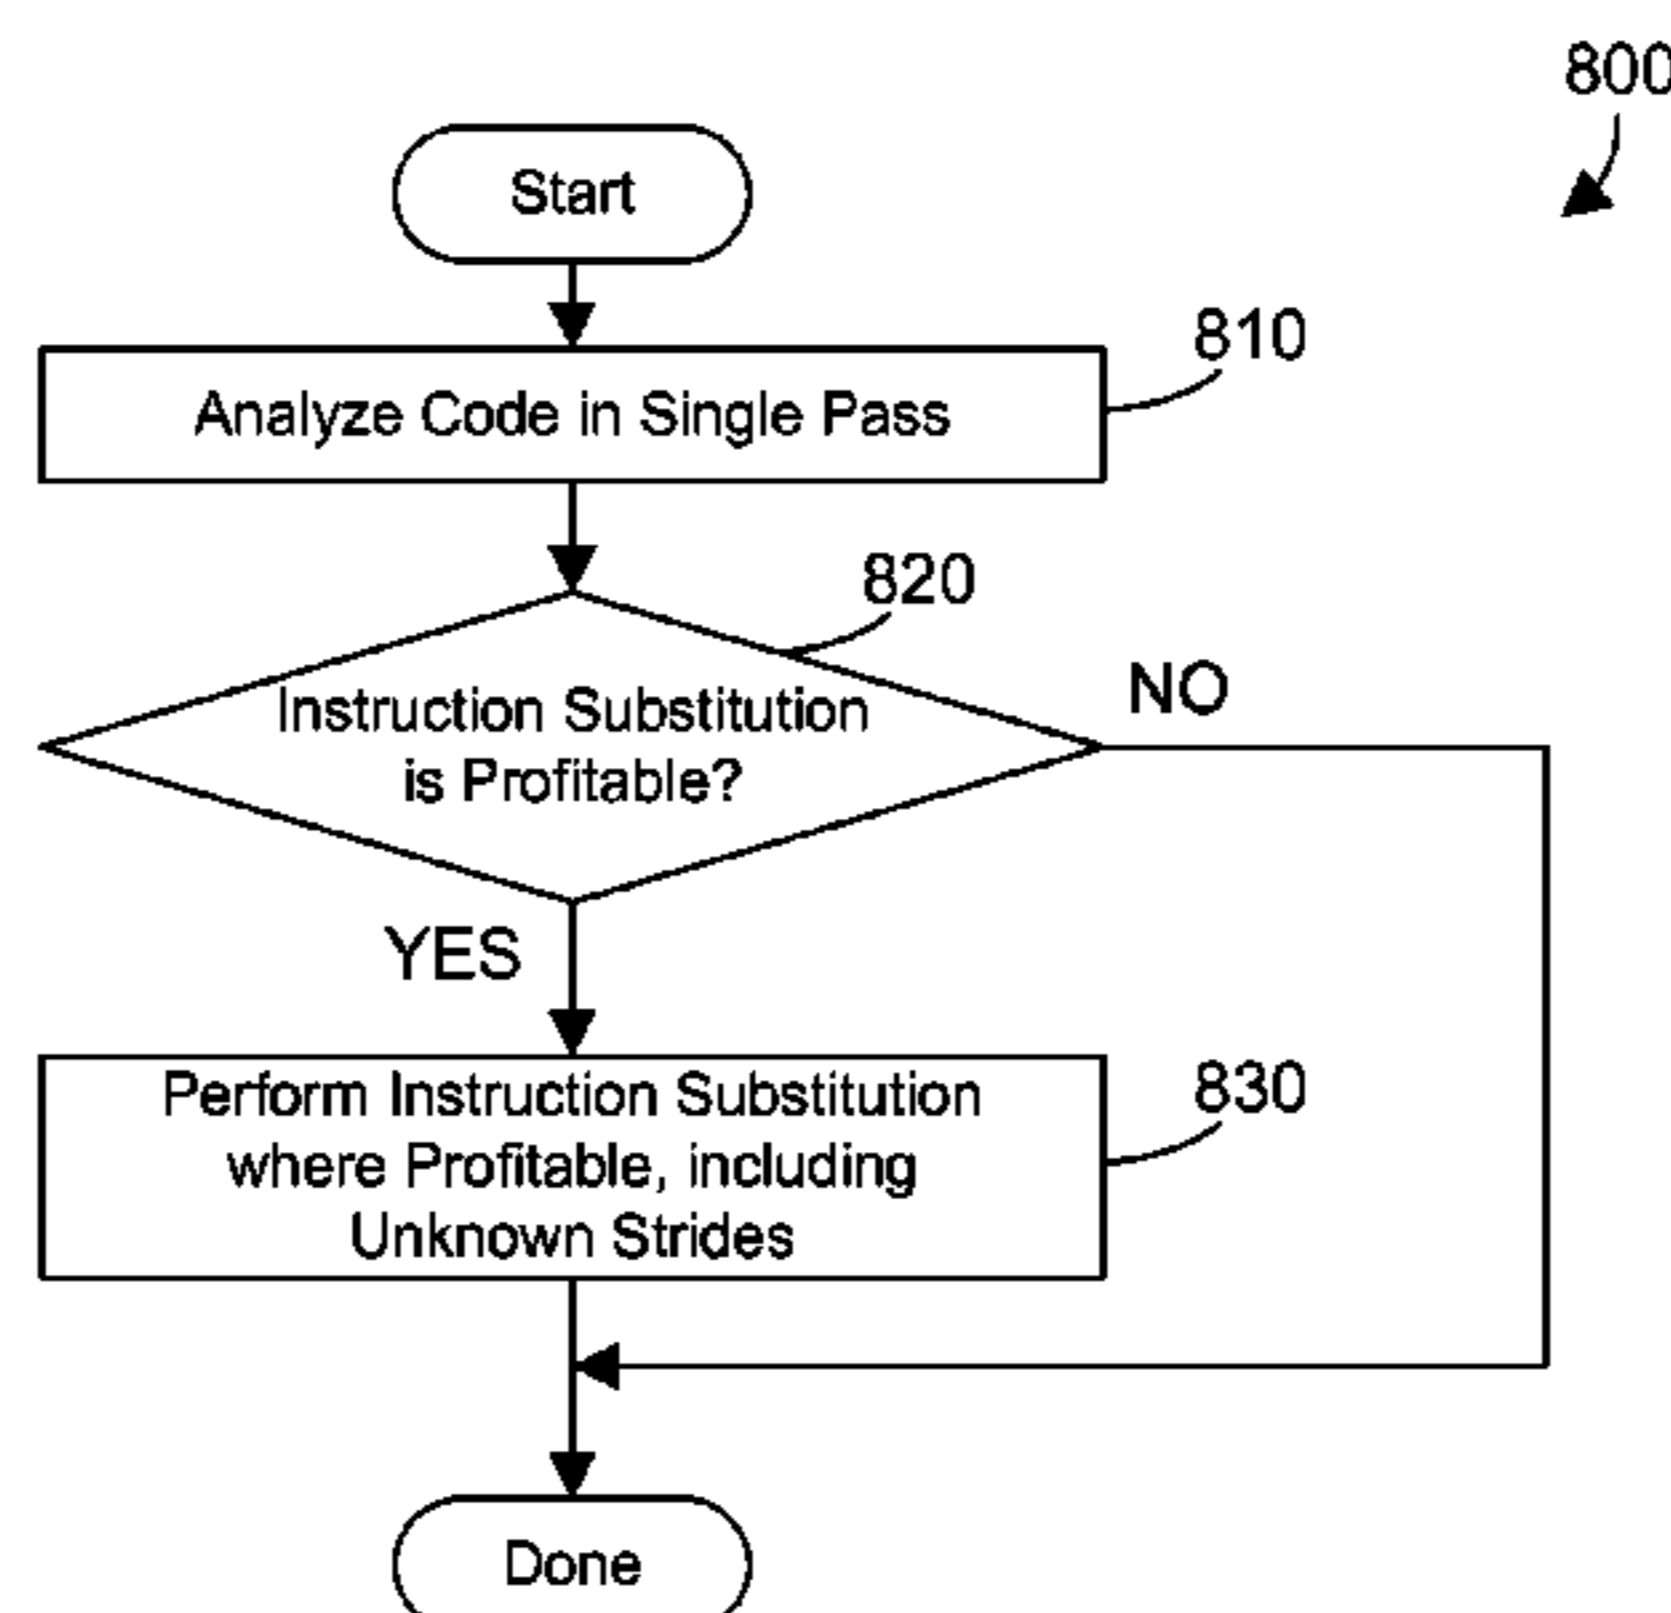 800
Start
810
Analyze Code in Single Pass
820
Instruction Substitution
is Profitable?
NO
YES
830
Perform Instruction Substitution
where Profitable, including
Unknown Strides
Done